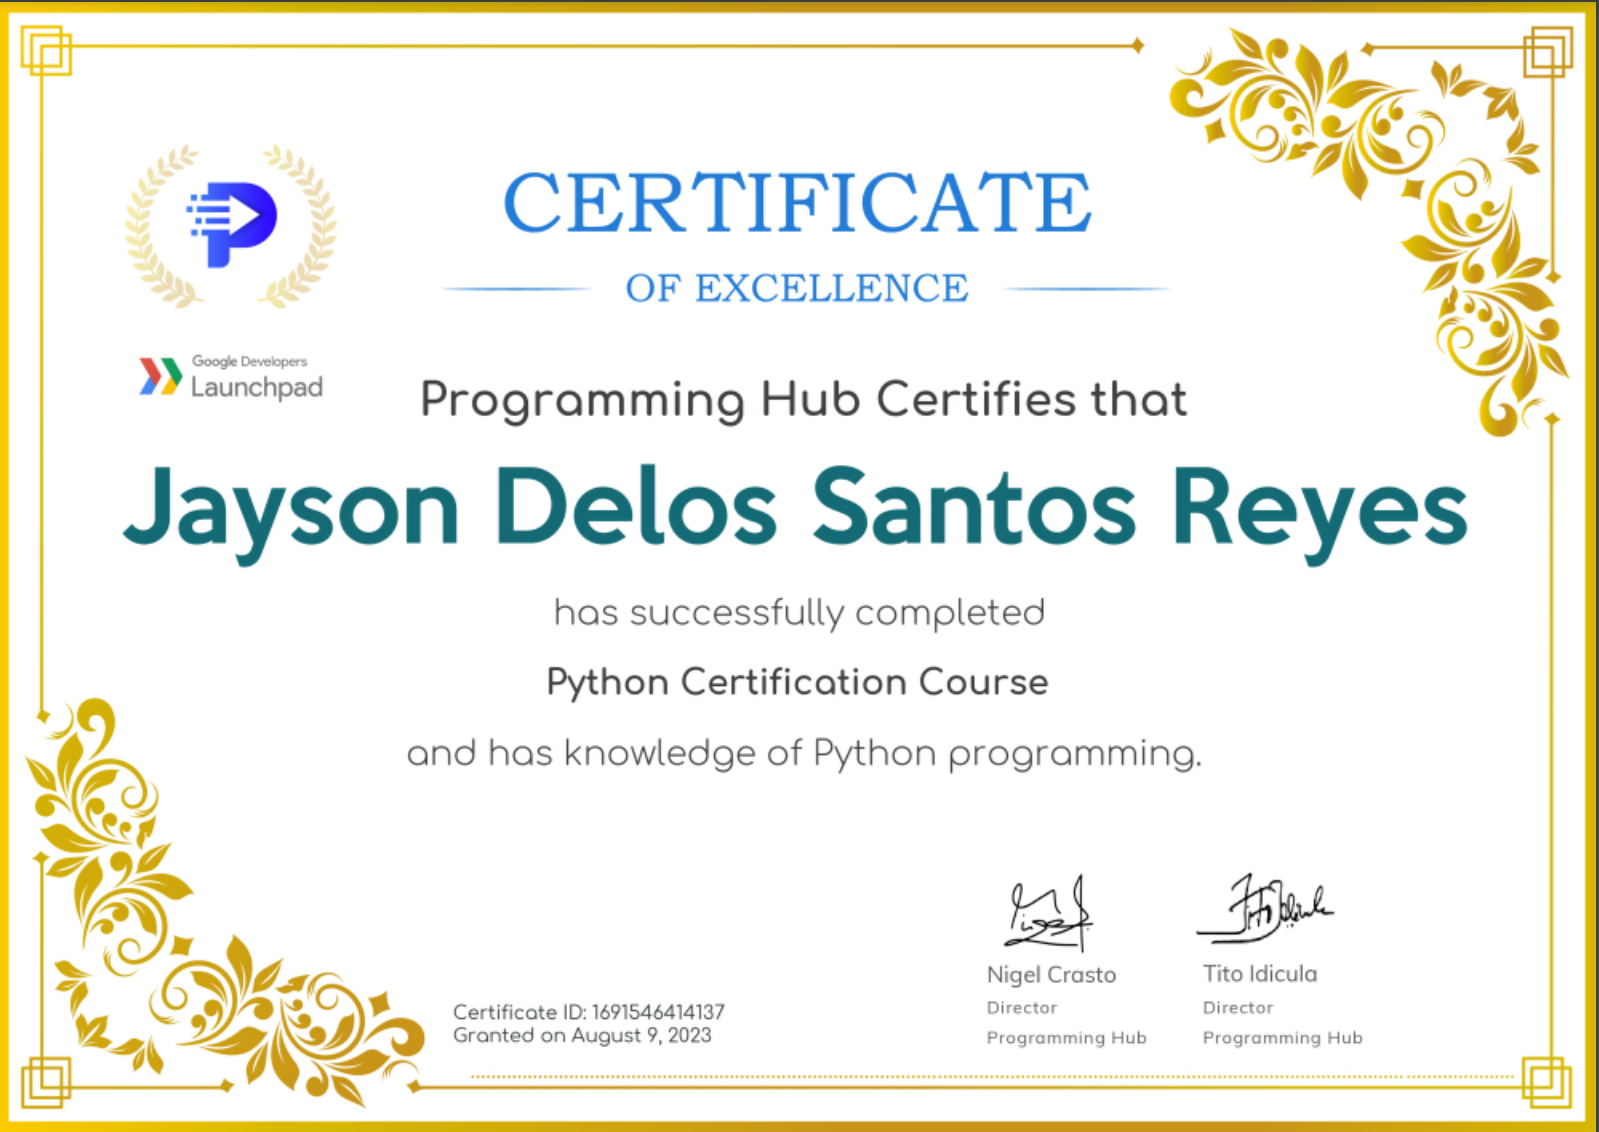 CERTIFICATE
OF EXCELLENCE
Google Developers
Launchpad
Programming Hub Certifies that
Jayson Delos Santos Reyes
has successfully completed
Python Certification Course
and has knowledge of Python programming.
Nigel Crasto
Director
Programming Hub
Tito Idicula
Director
Programming Hub
Certificate ID: 1691546414137
Granted on August 9, 2023